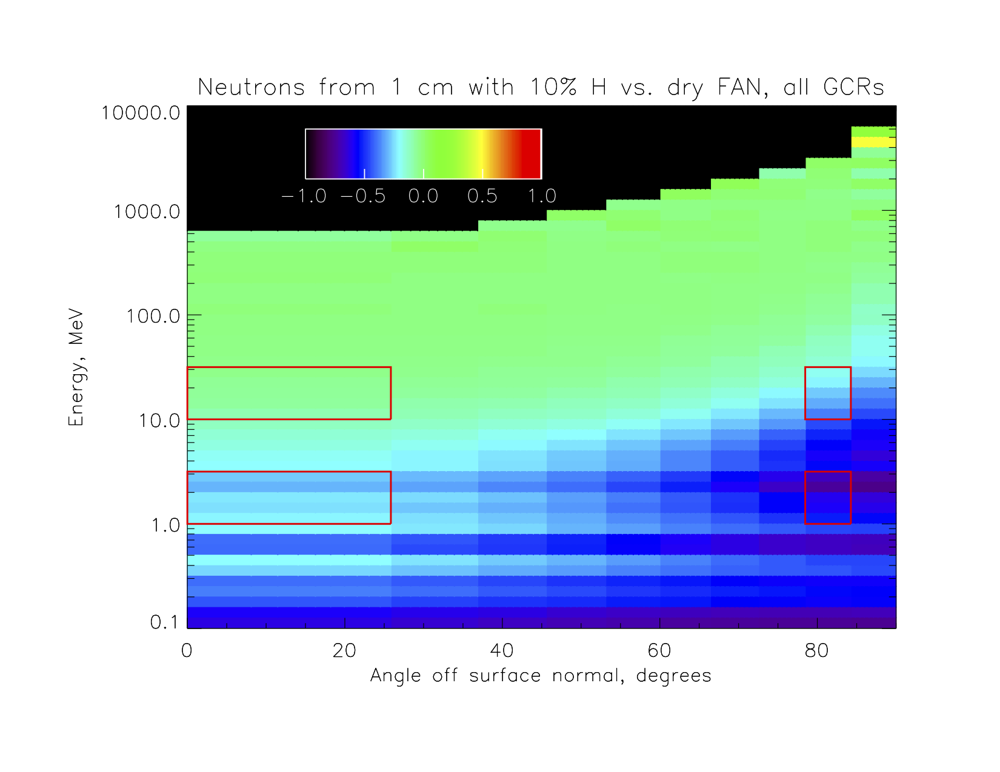 Neutrons from 1 cm with 10% H vs. dry FAN, all GCRs
10000.0
−1.0 −0.5 0.0 0.5 1.0
1000.0
100.0
Energy, MeV
10.0
1.0
0.1
0 20 40 60 80
Angle off surface normal, degrees